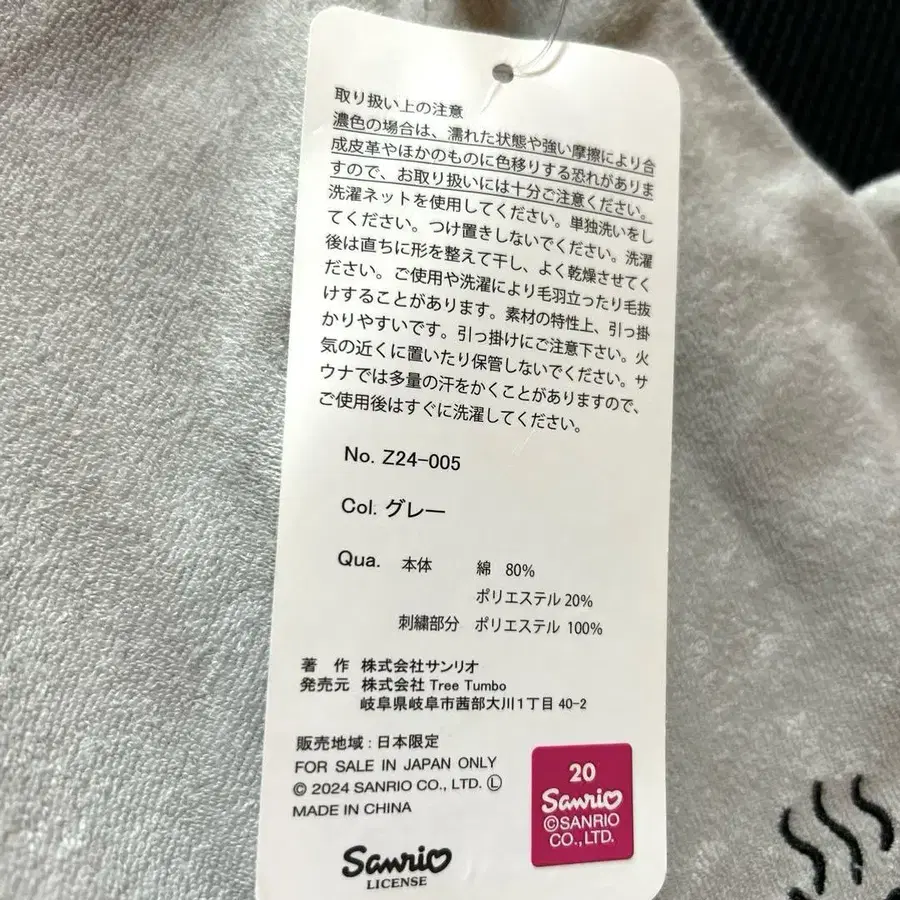 取り扱い上の注意
濃色の場合は、濡れた状態や強い摩擦により合
成皮革やほかのものに色移りする恐れがありま
すので、お取り扱いには十分ご注意ください。
洗濯ネットを使用してください。単独洗いをし
てください。つけ置きしないでください。洗濯
後は直ちに形を整えて干し、よく乾燥させてく
ださい。ご使用や洗濯により毛羽立ったり毛抜
けすることがあります。素材の特性上、引っ掛
かりやすいです。引っ掛けにご注意下さい。火
気の近くに置いたり保管しないでください。サ
ウナでは多量の汗をかくことがありますので、
ご使用後はすぐに洗濯してください。
No. Z24-005
Col. グレー
Qua. 本体 綿 80%
ポリエステル 20%
刺繍部分 ポリエステル 100%
著 作 株式会社サンリオ
発売元 株式会社 Tree Tumbo
岐阜県岐阜市茜部大川1丁目 40-2
販売地域：日本限定
FOR SALE IN JAPAN ONLY
© 2024 SANRIO CO., LTD. Ⓛ
MADE IN CHINA
Sanrio
LICENSE
20
Sanrio
©SANRIO
CO., LTD.